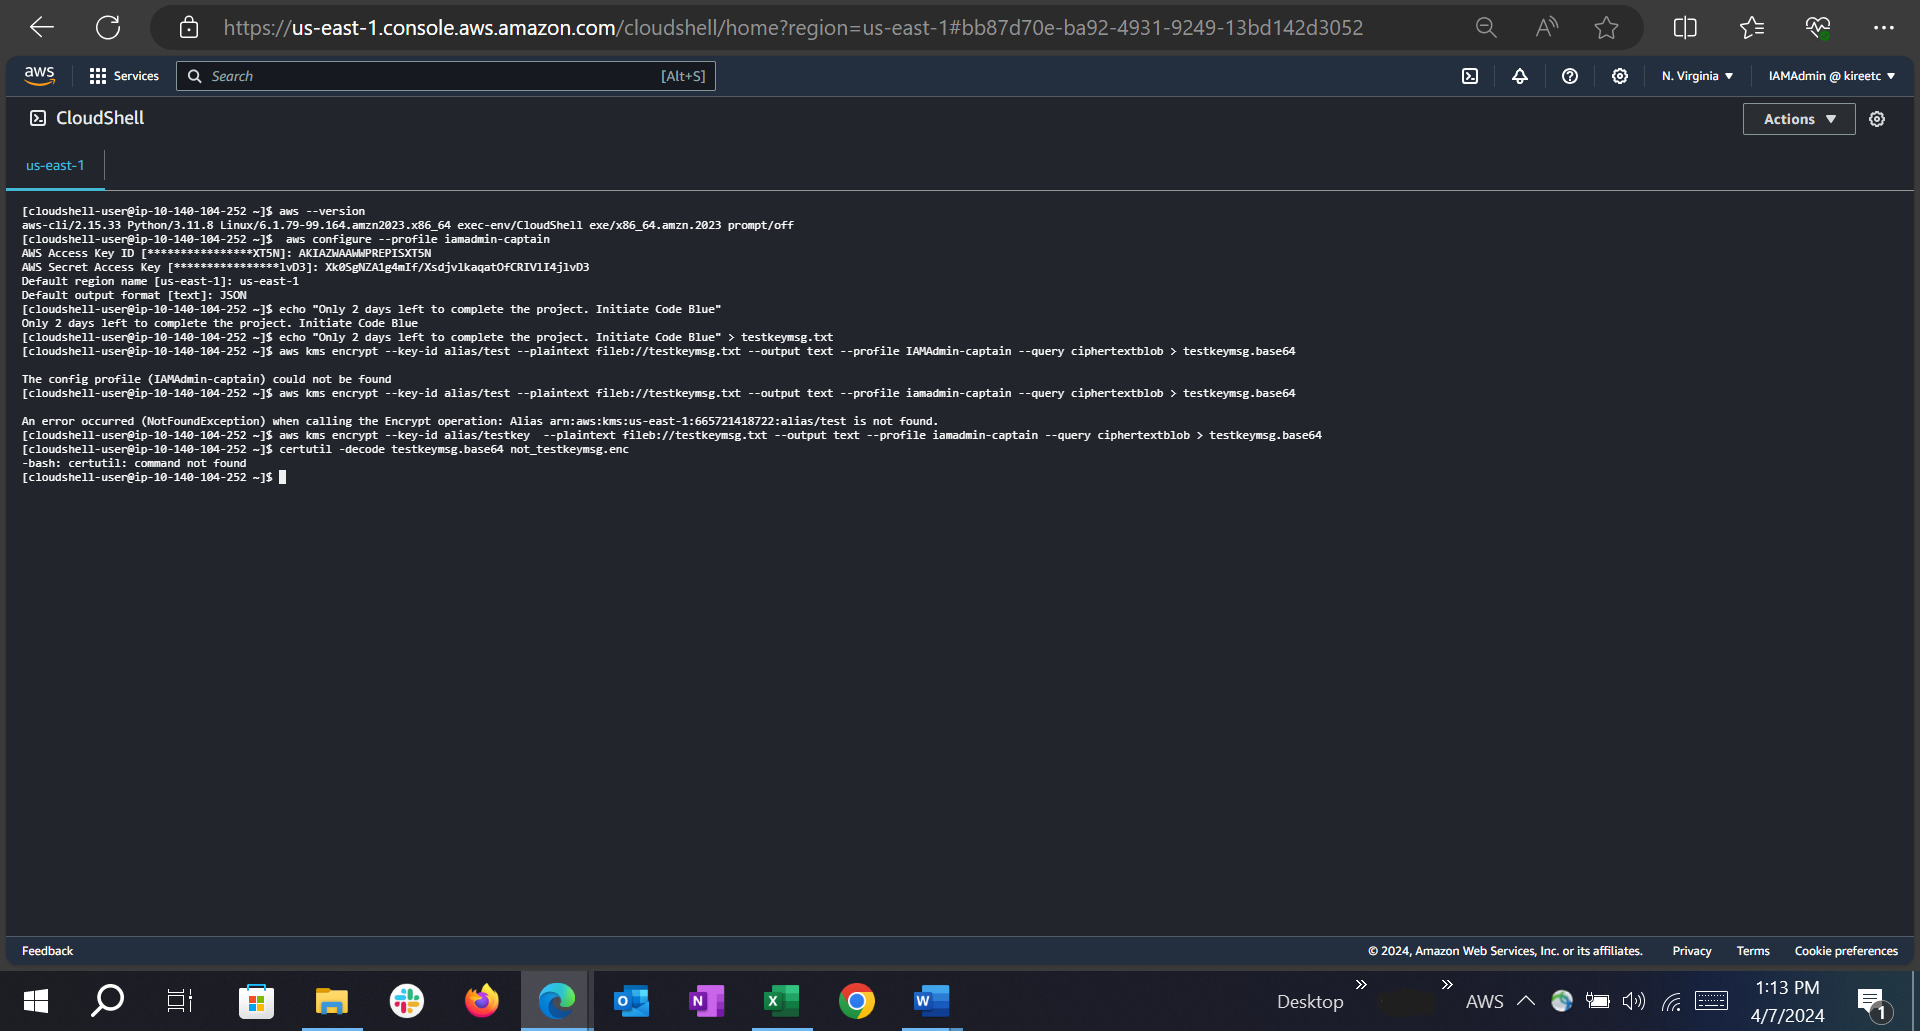 https://us-east-1.console.aws.amazon.com/cloudshell/home?region=us-east-1#bb87d70e-ba92-4931-9249-13bd142d3052
aws
Services
Search
[Alt+S]
N. Virginia
IAMAdmin @ kireetc
CloudShell
Actions
us-east-1
[cloudshell-user@ip-10-140-104-252 ~]$ aws --version
aws-cli/2.15.33 Python/3.11.8 Linux/6.1.79-99.164.amzn2023.x86_64 exec-env/CloudShell exe/x86_64.amzn.2023 prompt/off
[cloudshell-user@ip-10-140-104-252 ~]$  aws configure --profile iamadmin-captain
AWS Access Key ID [****************XT5N]: AKIAZWAAWWPREPISXT5N
AWS Secret Access Key [****************lvD3]:
Default region name [us-east-1]: us-east-1
Default output format [text]: JSON
[cloudshell-user@ip-10-140-104-252 ~]$ echo "Only 2 days left to complete the project. Initiate Code Blue"
Only 2 days left to complete the project. Initiate Code Blue
[cloudshell-user@ip-10-140-104-252 ~]$ echo "Only 2 days left to complete the project. Initiate Code Blue" > testkeymsg.txt
[cloudshell-user@ip-10-140-104-252 ~]$ aws kms encrypt --key-id alias/test --plaintext fileb://testkeymsg.txt --output text --profile IAMAdmin-captain --query ciphertextblob > testkeymsg.base64
The config profile (IAMAdmin-captain) could not be found
[cloudshell-user@ip-10-140-104-252 ~]$ aws kms encrypt --key-id alias/test --plaintext fileb://testkeymsg.txt --output text --profile iamadmin-captain --query ciphertextblob > testkeymsg.base64
An error occurred (NotFoundException) when calling the Encrypt operation: Alias arn:aws:kms:us-east-1:665721418722:alias/test is not found.
[cloudshell-user@ip-10-140-104-252 ~]$ aws kms encrypt --key-id alias/testkey  --plaintext fileb://testkeymsg.txt --output text --profile iamadmin-captain --query ciphertextblob > testkeymsg.base64
[cloudshell-user@ip-10-140-104-252 ~]$ certutil -decode testkeymsg.base64 not_testkeymsg.enc
-bash: certutil: command not found
[cloudshell-user@ip-10-140-104-252 ~]$
Feedback
© 2024, Amazon Web Services, Inc. or its affiliates.
Privacy
Terms
Cookie preferences
Desktop
AWS
1:13 PM
4/7/2024
1